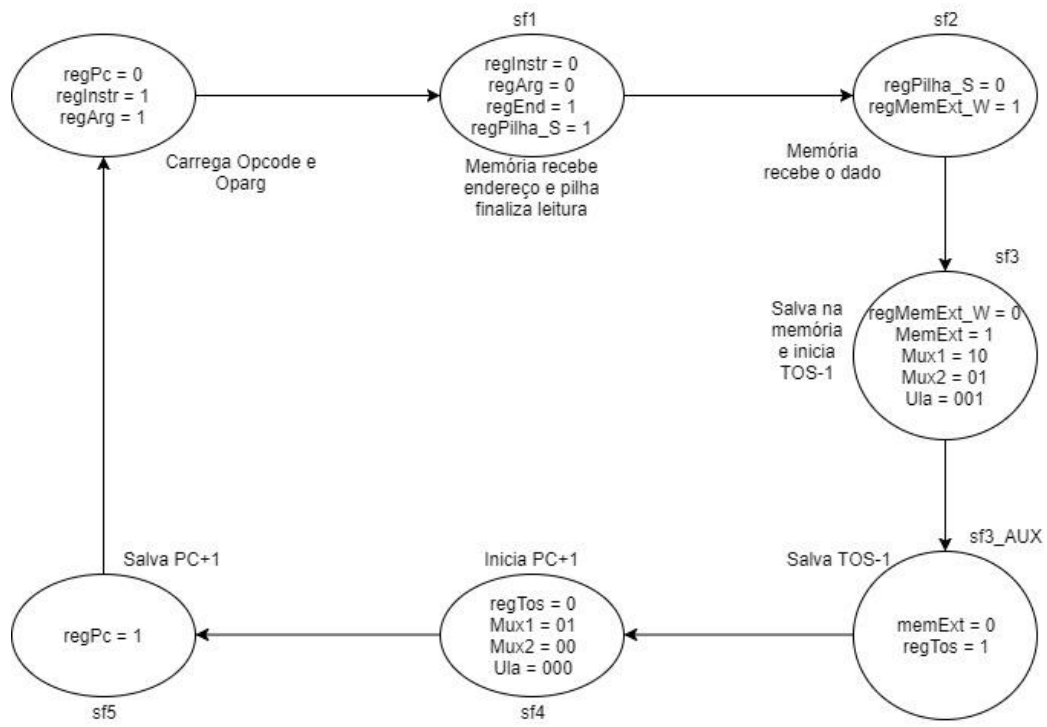 regPc = 0
regInstr = 1
regArg = 1
Carrega Opcode e
Oparg
sf1
regInstr = 0
regArg = 0
regEnd = 1
regPilha_S = 1
Memória recebe
endereço e pilha
finaliza leitura
sf2
regPilha_S = 0
regMemExt_W = 1
Memória
recebe o dado
sf3
Salva na
memória
e inicia
TOS-1
regMemExt_W = 0
MemExt = 1
Mux1 = 10
Mux2 = 01
Ula = 001
sf3_AUX
Salva TOS-1
memExt = 0
regTos = 1
Inicia PC+1
regTos = 0
Mux1 = 01
Mux2 = 00
Ula = 000
sf4
Salva PC+1
regPc = 1
sf5